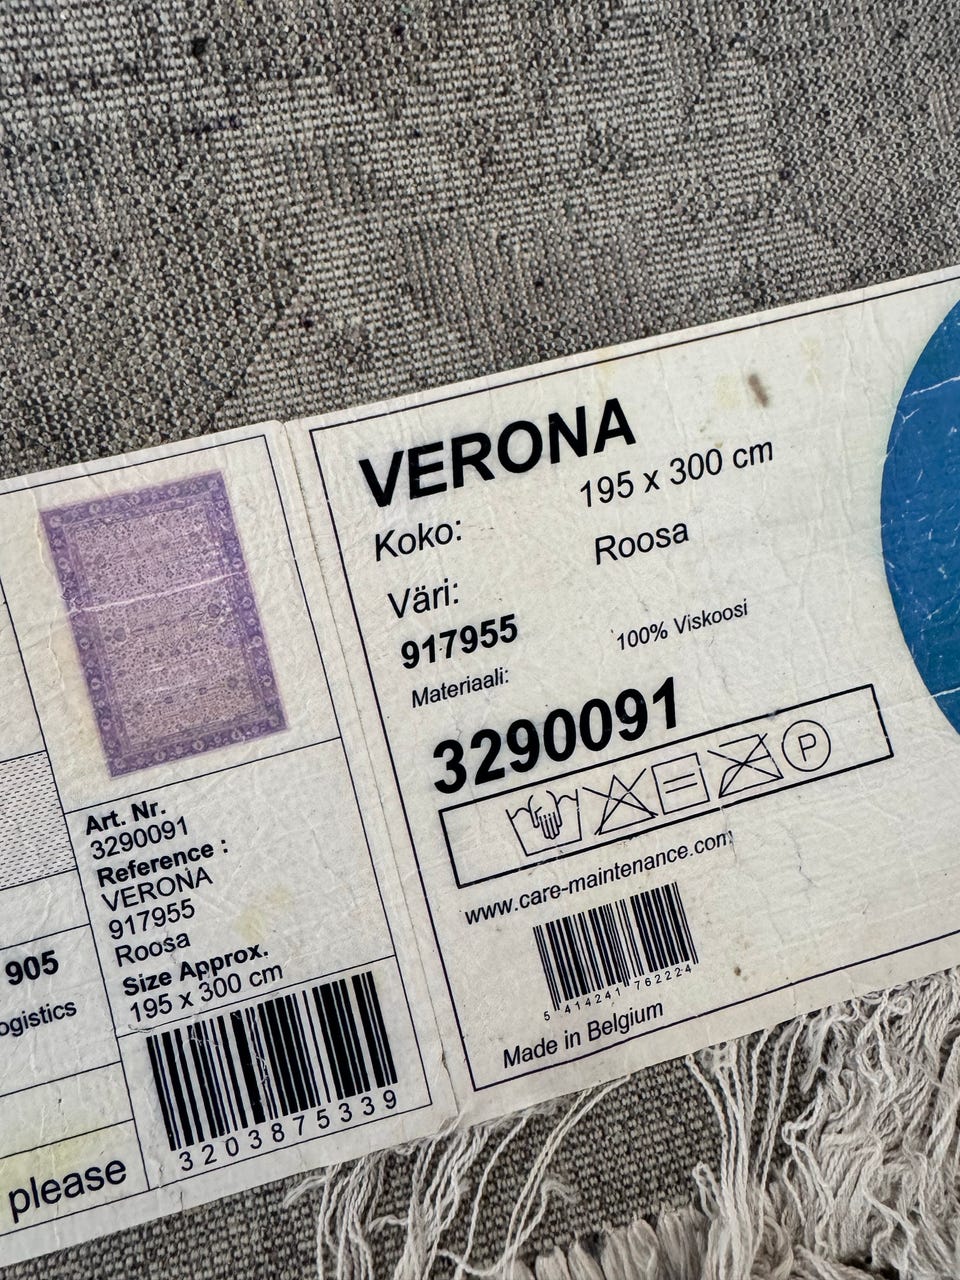 905
ogistics
please
Art. Nr.
3290091
Reference :
VERONA
917955
Roosa
Size Approx.
195 x 300 cm
3203875339
VERONA
Koko: 195 x 300 cm
Väri: Roosa
917955
Materiaali: 100% Viskoosi
3290091
P
www.care-maintenance.com
5 414241 762224
Made in Belgium